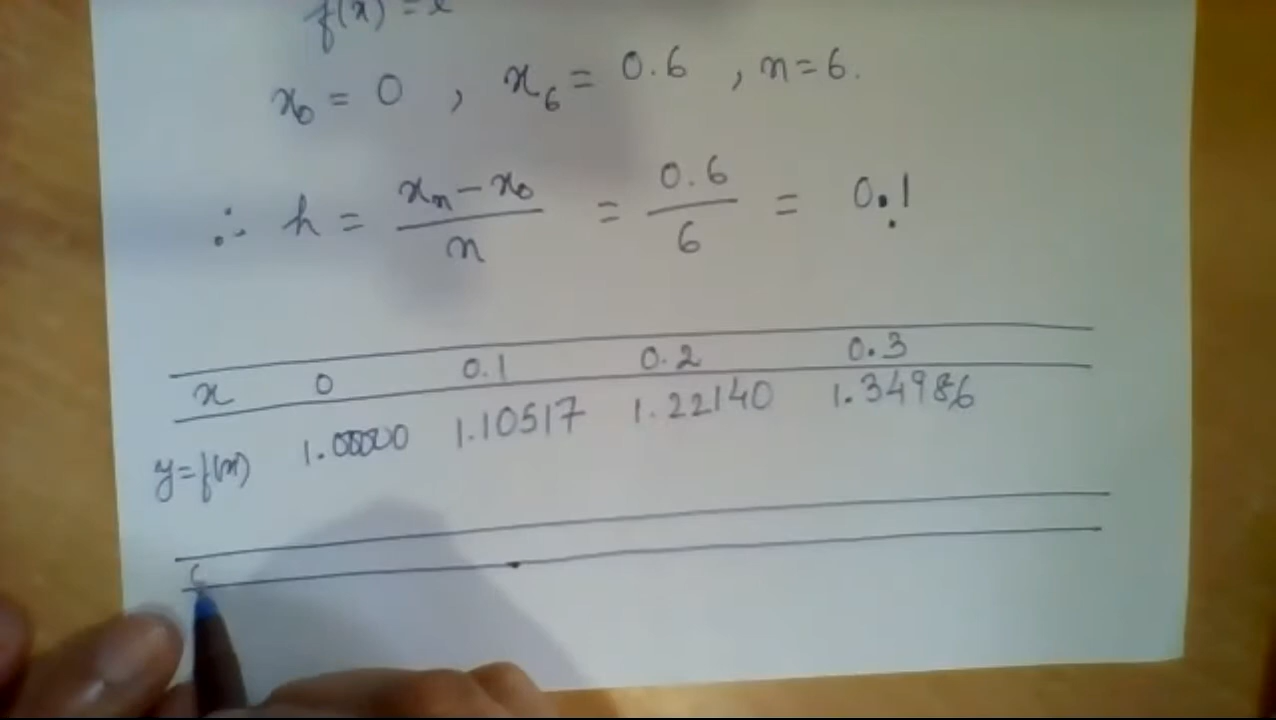 f(x) = e
x₀ = 0 , x₆ = 0.6 , n = 6.
∴ h = (xₙ − x₀)/n = 0.6/6 = 0.1
x 0 0.1 0.2 0.3
y=f(x) 1.00000 1.10517 1.22140 1.34986